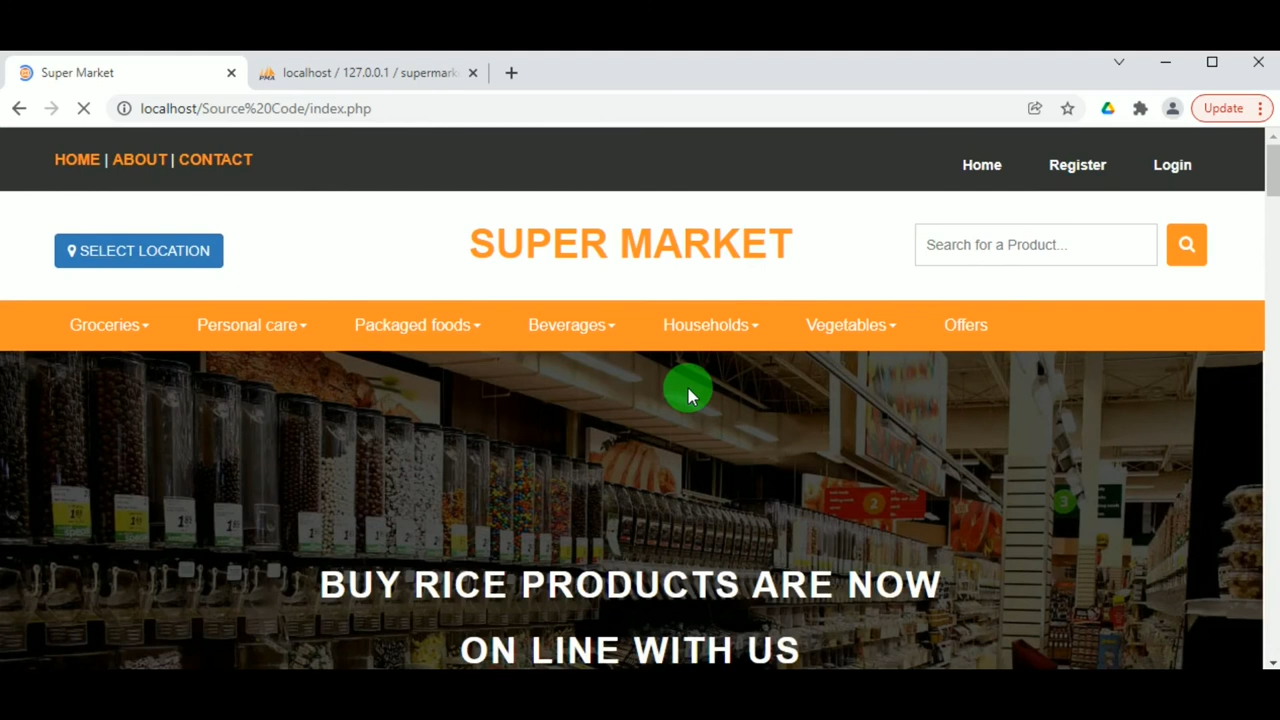 Super Market
localhost / 127.0.0.1 / supermark
localhost/Source%20Code/index.php
Update
HOME | ABOUT | CONTACT
Home Register Login
SELECT LOCATION
SUPER MARKET
Search for a Product...
Groceries Personal care Packaged foods Beverages Households Vegetables Offers
2
3
BUY RICE PRODUCTS ARE NOW
ON LINE WITH US